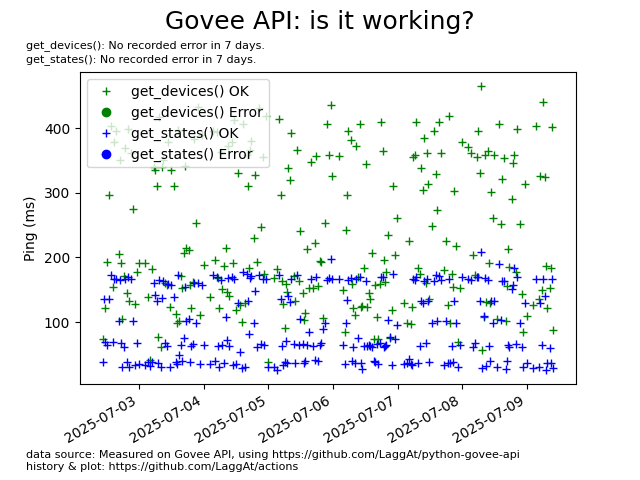 Govee API: is it working?
get_devices(): No recorded error in 7 days.
get_states(): No recorded error in 7 days.
get_devices() OK
get_devices() Error
get_states() OK
get_states() Error
Ping (ms)
400
300
200
100
2025-07-03
2025-07-04
2025-07-05
2025-07-06
2025-07-07
2025-07-08
2025-07-09
data source: Measured on Govee API, using https://github.com/LaggAt/python-govee-api
history & plot: https://github.com/LaggAt/actions